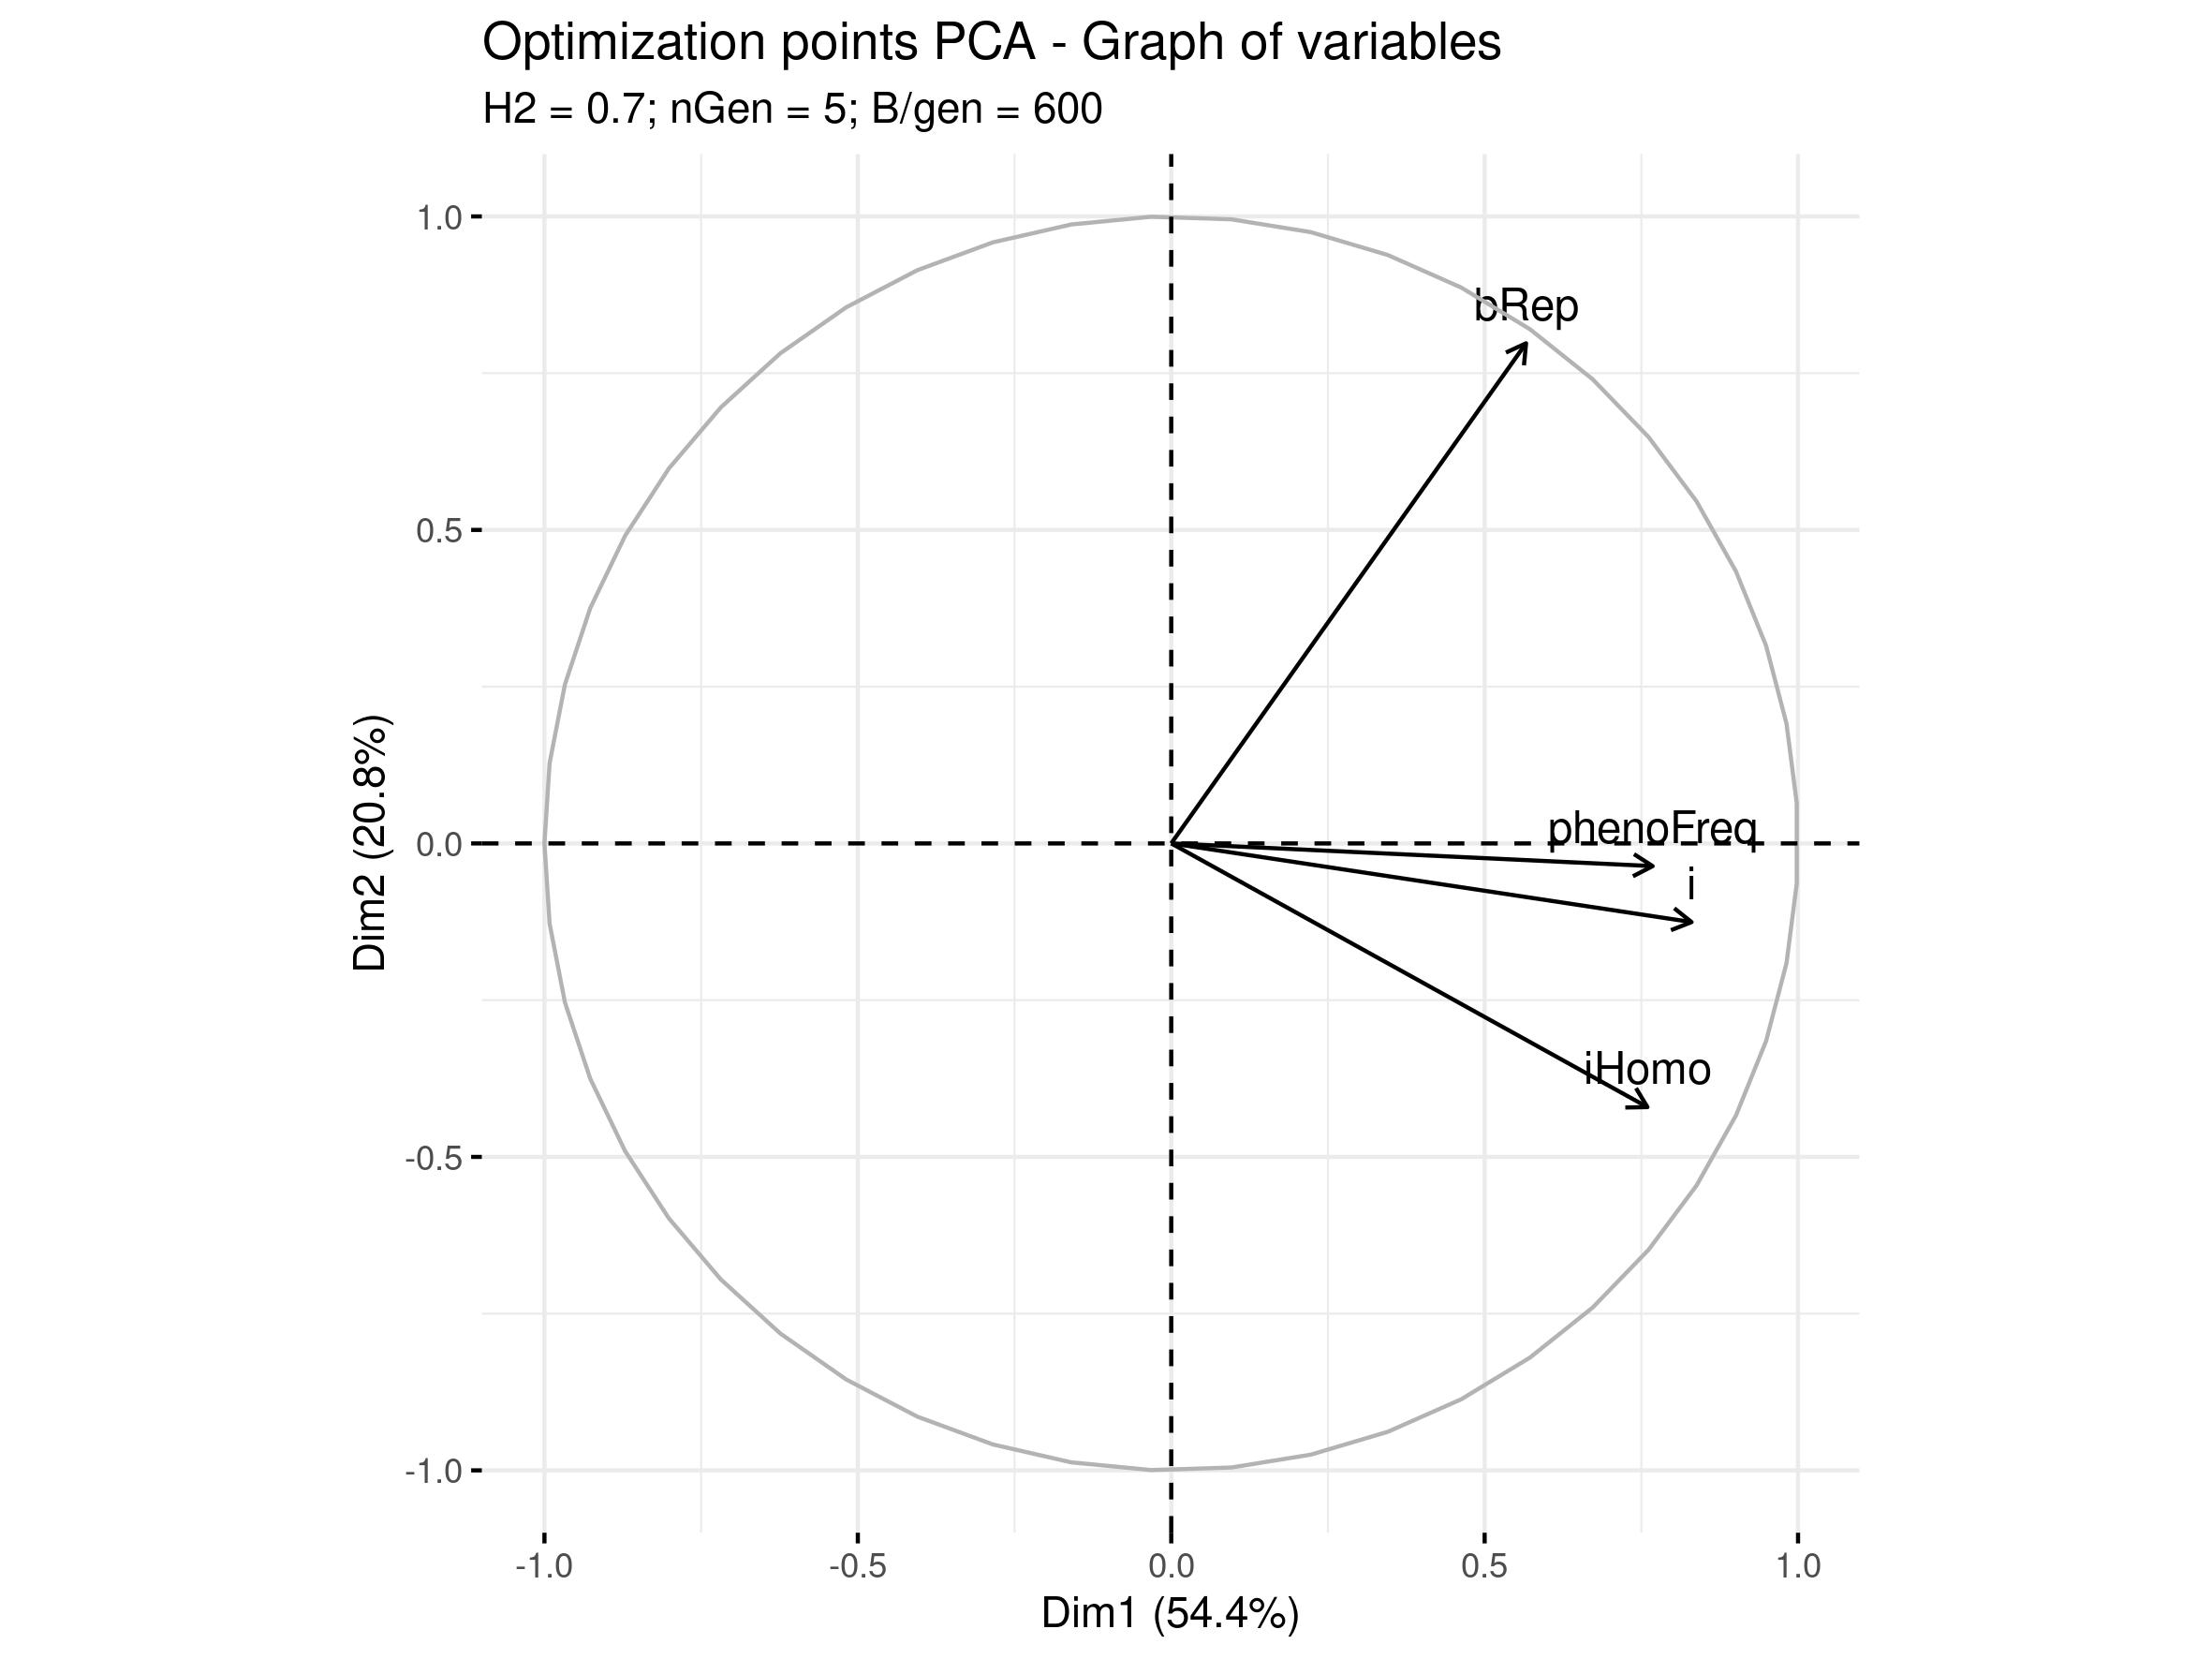 Optimization points PCA - Graph of variables
H2 = 0.7; nGen = 5; B/gen = 600
Dim2 (20.8%)
1.0
0.5
0.0
-0.5
-1.0
bRep
phenoFreq
i
iHomo
-1.0
-0.5
0.0
0.5
1.0
Dim1 (54.4%)